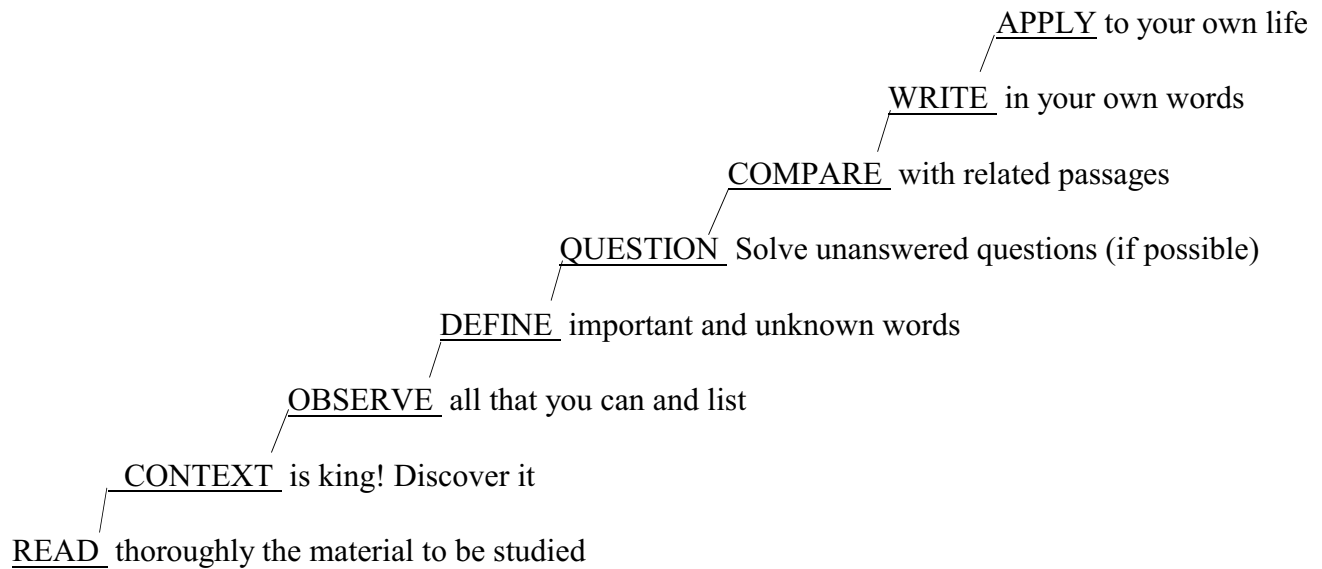 APPLY to your own life
WRITE in your own words
COMPARE with related passages
QUESTION Solve unanswered questions (if possible)
DEFINE important and unknown words
OBSERVE all that you can and list
CONTEXT is king! Discover it
READ thoroughly the material to be studied